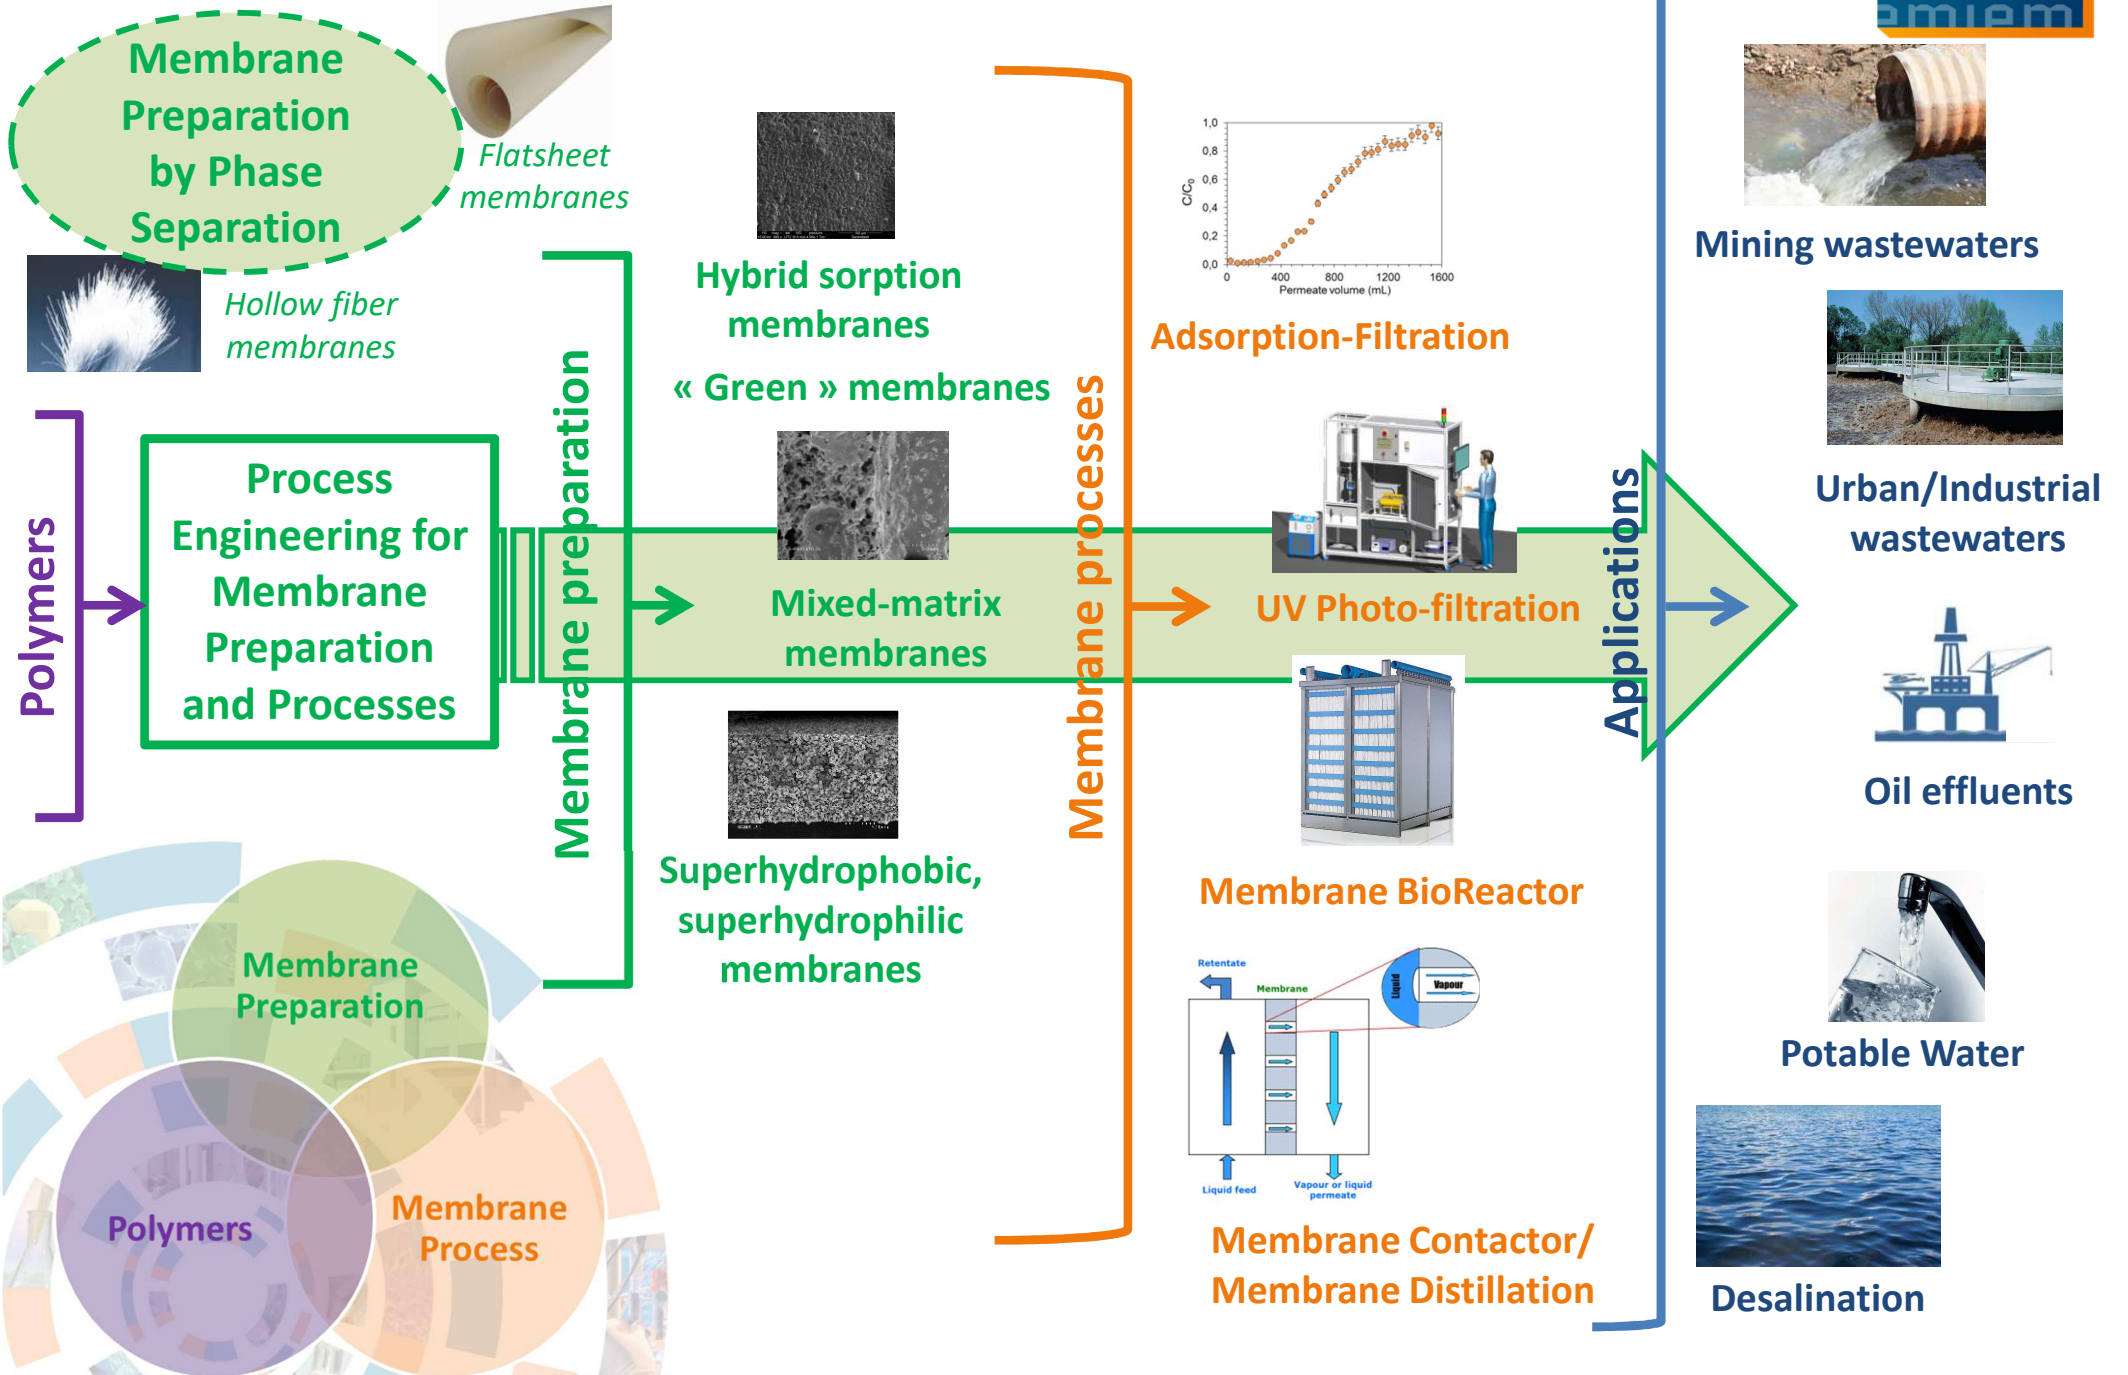 Membrane
Preparation
by Phase
Separation
Flatsheet
membranes
Hollow fiber
membranes
Polymers
Process
Engineering for
Membrane
Preparation
and Processes
Membrane preparation
Hybrid sorption
membranes
« Green » membranes
Mixed-matrix
membranes
Superhydrophobic,
superhydrophilic
membranes
Membrane processes
C/C0
1,0
0,8
0,6
0,4
0,2
0,0
0 400 800 1200 1600
Permeate volume (mL)
Adsorption-Filtration
UV Photo-filtration
Membrane BioReactor
Retentate
Membrane
Liquid
Vapour
Liquid feed
Vapour or liquid
permeate
Membrane Contactor/
Membrane Distillation
Applications
Mining wastewaters
Urban/Industrial
wastewaters
Oil effluents
Potable Water
Desalination
Membrane
Preparation
Polymers
Membrane
Process